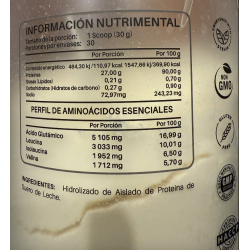 INFORMACIÓN NUTRIMENTAL
Tamaño de la porción: 1 Scoop (30 g)
Porciones por envase: 30
Por Porción Por 100 g
Contenido energético 464,30 kJ/110,97 kcal 1547,66 kJ/369,90 kcal
Proteínas 27,00 g 90,00 g
Grasas (Lípidos) 0,21 g 0,70 g
Carbohidratos (Hidratos de carbono) 0,27 g 0,90 g
Sodio 72,97mg 243,23 mg
PERFIL DE AMINOÁCIDOS ESENCIALES
Por Porción Por 100 g
Ácido Glutámico 5 105 mg 16,99 g
Leucina 3 033 mg 10,01 g
Isoleucina 1 952 mg 6,50 g
Valina 1 712 mg 5,70 g
INGREDIENTES: Hidrolizado de Aislado de Proteína de
Suero de Leche.
NON
GMO
HACCP